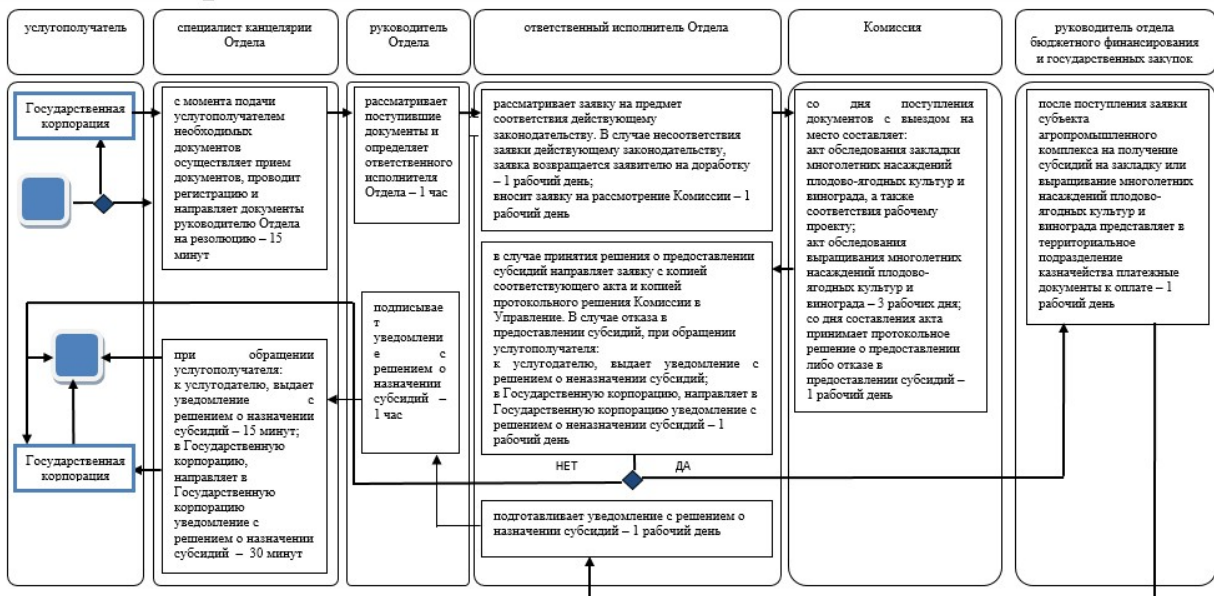 услугополучатель
специалист канцелярии
Отдела
руководитель
Отдела
ответственный исполнитель Отдела
Комиссия
руководитель отдела
бюджетного финансирования
и государственных закупок
Государственная
корпорация
с момента подачи
услугополучателем
необходимых
документов
осуществляет прием
документов, проводит
регистрацию и
направляет документы
руководителю Отдела
на резолюцию – 15
минут
рассматривает
поступившие
документы и
определяет
ответственного
исполнителя
Отдела – 1 час
рассматривает заявку на предмет
соответствия действующему
законодательству. В случае несоответствия
заявки действующему законодательству,
заявка возвращается заявителю на доработку
– 1 рабочий день;
вносит заявку на рассмотрение Комиссии – 1
рабочий день
со дня поступления
документов с выездом на
место составляет:
акт обследования закладки
многолетних насаждений
плодово-ягодных культур и
винограда, а также
соответствия рабочему
проекту;
акт обследования
выращивания многолетних
насаждений плодово-
ягодных культур и
винограда – 3 рабочих дня;
со дня составления акта
принимает протокольное
решение о предоставлении
либо отказе в
предоставлении субсидий –
1 рабочий день
после поступления заявки
субъекта
агропромышленного
комплекса на получение
субсидий на закладку или
выращивание многолетних
насаждений плодово-
ягодных культур и
винограда представляет в
территориальное
подразделение
казначейства платежные
документы к оплате – 1
рабочий день
в случае принятия решения о предоставлении
субсидий направляет заявку с копией
соответствующего акта и копией
протокольного решения Комиссии в
Управление. В случае отказа в
предоставлении субсидий, при обращении
услугополучателя:
к услугодателю, выдает уведомление с
решением о неназначении субсидий;
в Государственную корпорацию, направляет в
Государственную корпорацию уведомление с
решением о неназначении субсидий – 1
рабочий день
подписывае
т
уведомлени
е с
решением о
назначении
субсидий –
1 час
при обращении
услугополучателя:
к услугодателю, выдает
уведомление с
решением о назначении
субсидий – 15 минут;
в Государственную
корпорацию,
направляет в
Государственную
корпорацию
уведомление с
решением о назначении
субсидий – 30 минут
Государственная
корпорация
НЕТ
ДА
подготавливает уведомление с решением о
назначении субсидий – 1 рабочий день